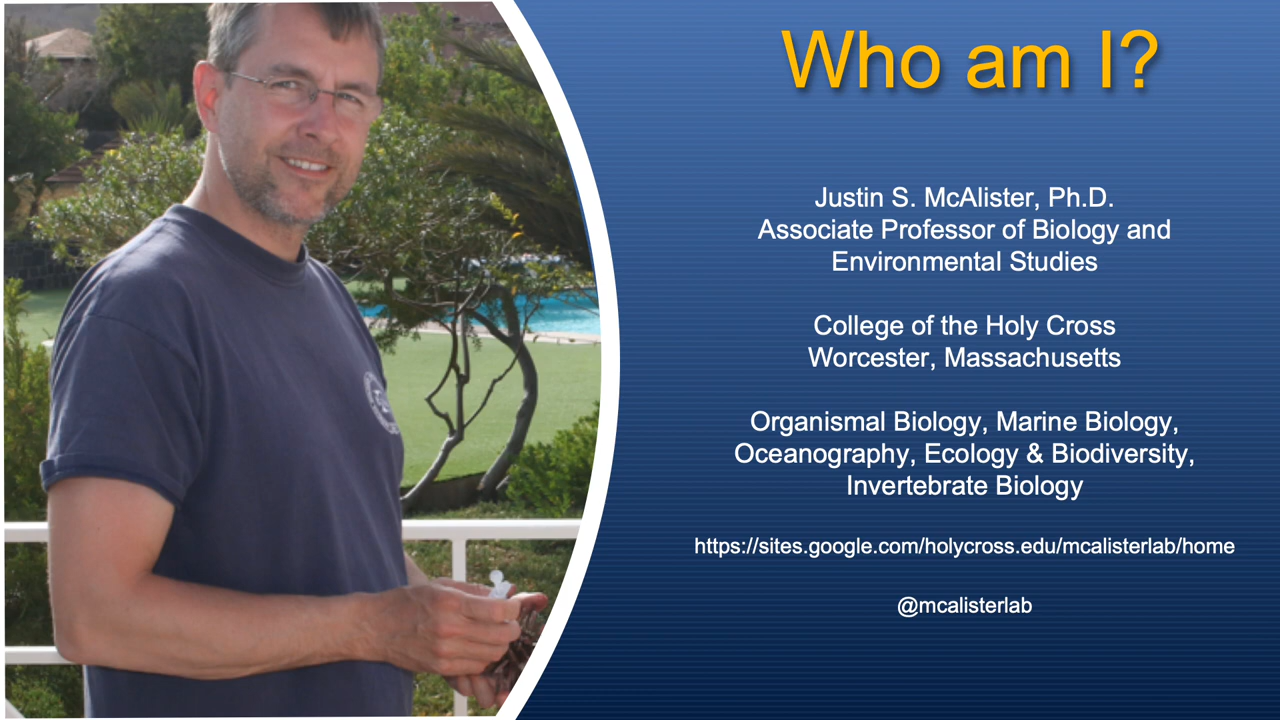 Who am I?
Justin S. McAlister, Ph.D.
Associate Professor of Biology and
Environmental Studies
College of the Holy Cross
Worcester, Massachusetts
Organismal Biology, Marine Biology,
Oceanography, Ecology & Biodiversity,
Invertebrate Biology
https://sites.google.com/holycross.edu/mcalisterlab/home
@mcalisterlab